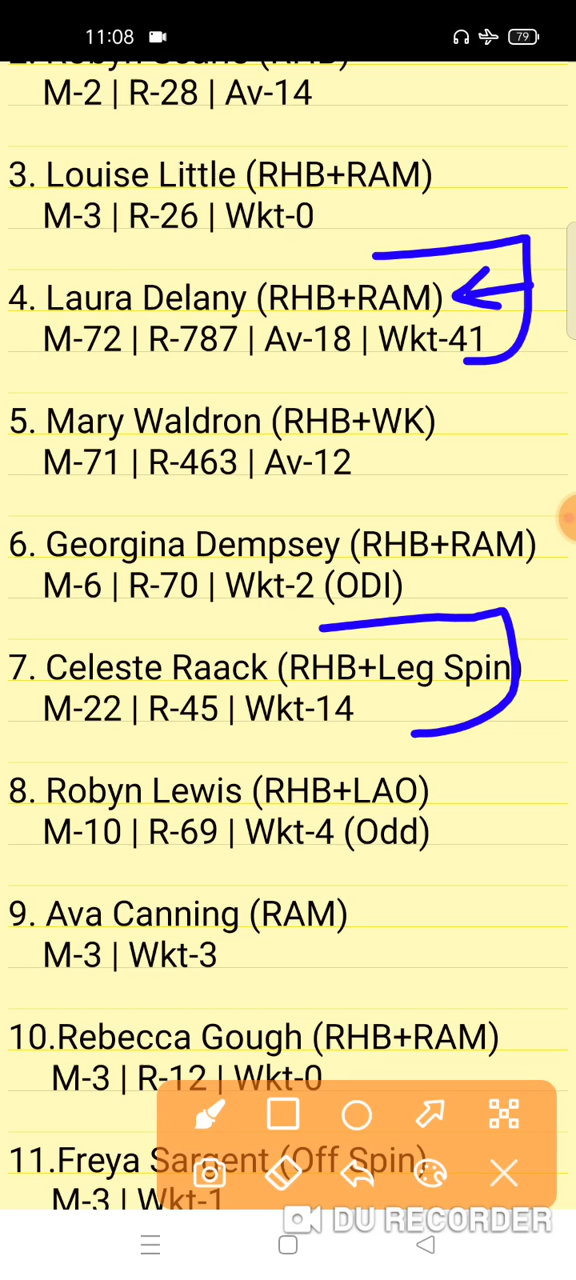 11:08
79
M-2 | R-28 | Av-14
3. Louise Little (RHB+RAM)
M-3 | R-26 | Wkt-0
4. Laura Delany (RHB+RAM)
M-72 | R-787 | Av-18 | Wkt-41
5. Mary Waldron (RHB+WK)
M-71 | R-463 | Av-12
6. Georgina Dempsey (RHB+RAM)
M-6 | R-70 | Wkt-2 (ODI)
7. Celeste Raack (RHB+Leg Spin)
M-22 | R-45 | Wkt-14
8. Robyn Lewis (RHB+LAO)
M-10 | R-69 | Wkt-4 (Odd)
9. Ava Canning (RAM)
M-3 | Wkt-3
10.Rebecca Gough (RHB+RAM)
M-3 | R-12 | Wkt-0
11.Freya Sargent (Off Spin)
M-3 | Wkt-1
DU RECORDER